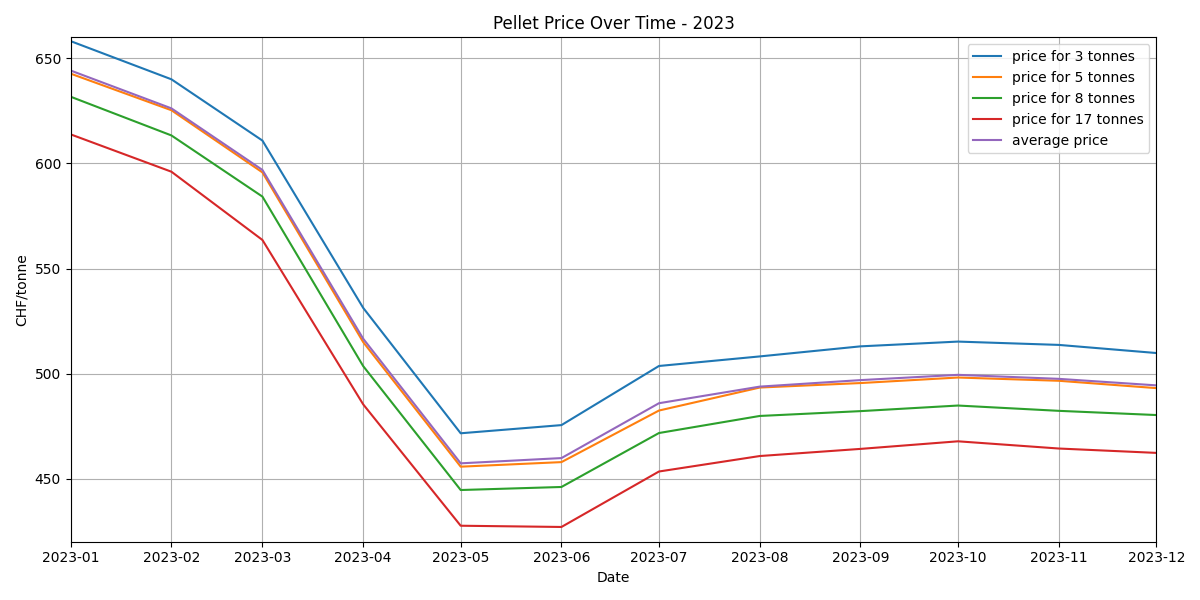 Pellet Price Over Time - 2023
CHF/tonne
650
600
550
500
450
price for 3 tonnes
price for 5 tonnes
price for 8 tonnes
price for 17 tonnes
average price
2023-01 2023-02 2023-03 2023-04 2023-05 2023-06 2023-07 2023-08 2023-09 2023-10 2023-11 2023-12
Date